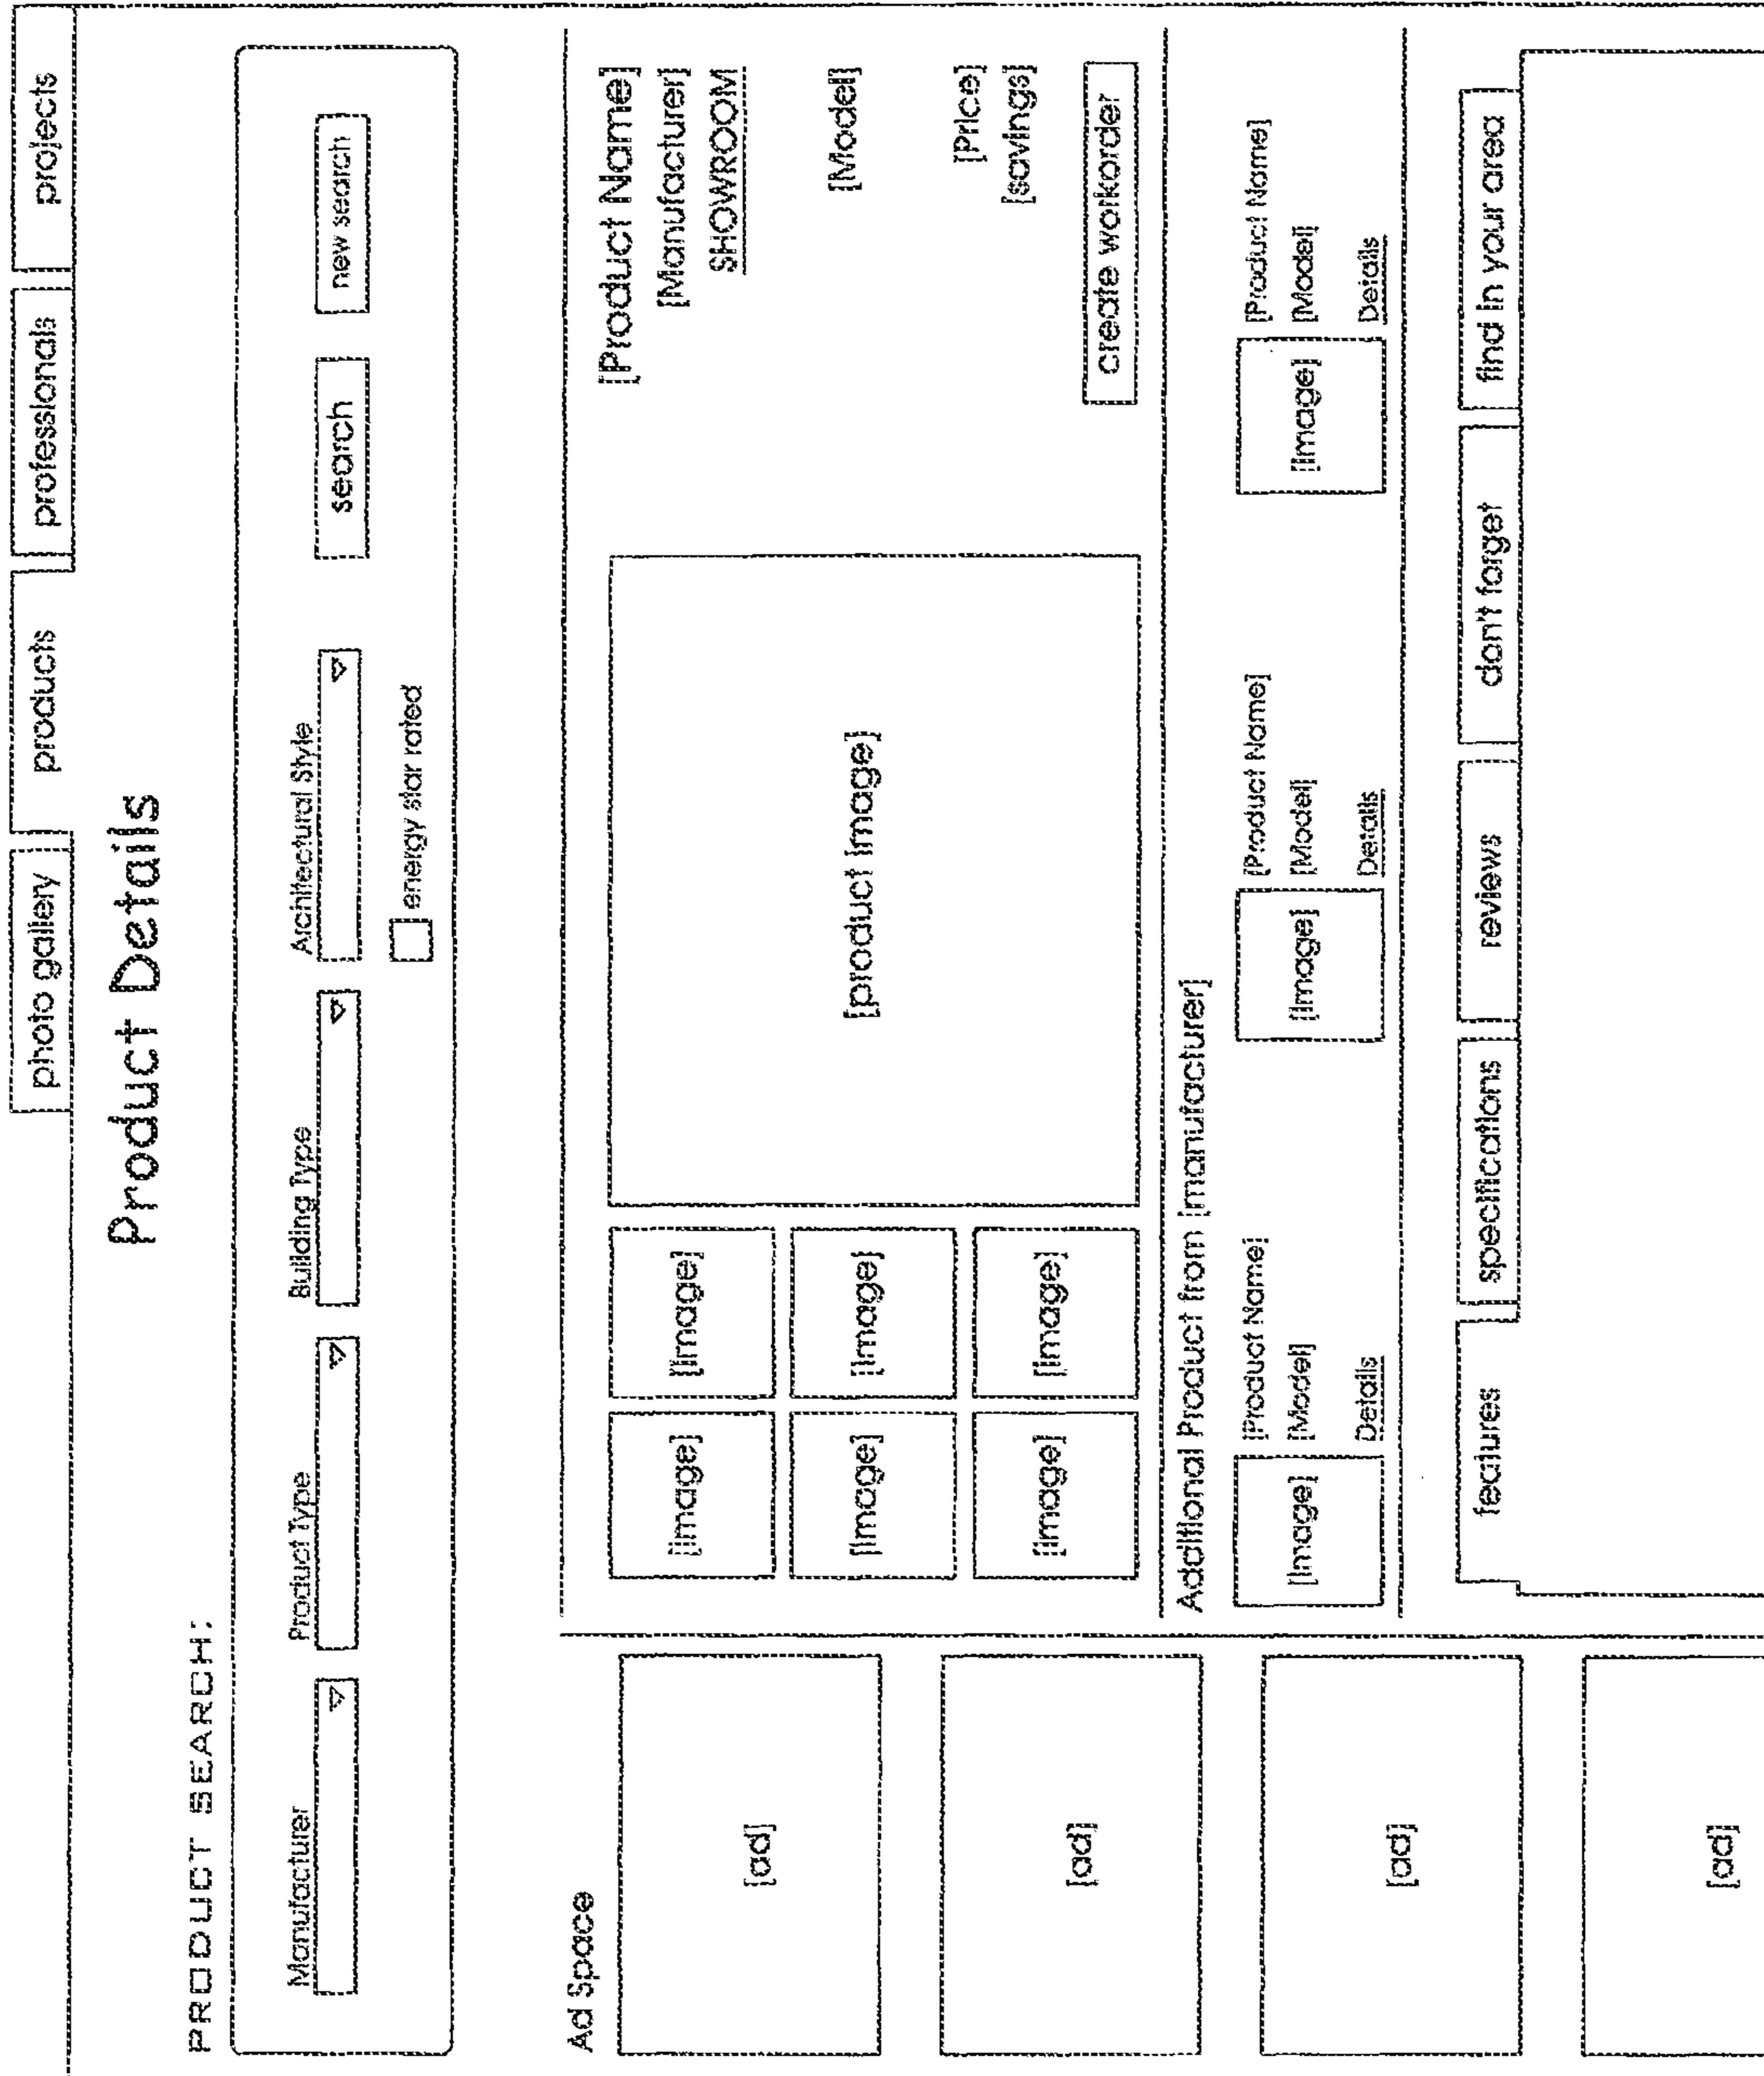 photo gallery products professionals projects
Product Details
PRODUCT SEARCH:
Manufacturer Product Type Building Type Architectural Style
search new search
energy star rated
Ad Space
[ad]
[ad]
[ad]
[ad]
[Image] [Image]
[Image] [Image]
[Image] [Image]
[product image]
[Product Name]
[Manufacturer]
SHOWROOM
[Model]
[Price]
[savings]
create workorder
Additional Product from [manufacturer]
[Image]
[Product Name]
[Model]
Details
[Image]
[Product Name]
[Model]
Details
[Image]
[Product Name]
[Model]
Details
features specifications reviews don't forget find in your area